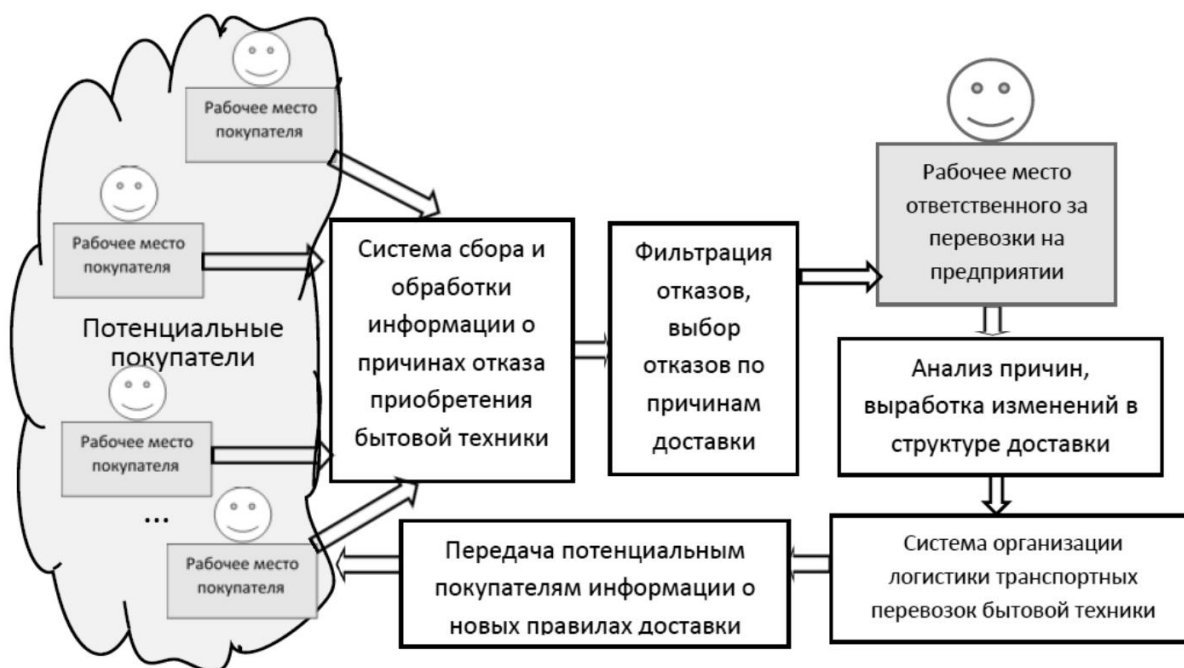 Рабочее место
покупателя
Рабочее место
покупателя
Потенциальные
покупатели
Рабочее место
покупателя
...
Рабочее место
покупателя
Система сбора и
обработки
информации о
причинах отказа
приобретения
бытовой техники
Фильтрация
отказов,
выбор
отказов по
причинам
доставки
Рабочее место
ответственного за
перевозки на
предприятии
Анализ причин,
выработка изменений в
структуре доставки
Система организации
логистики транспортных
перевозок бытовой техники
Передача потенциальным
покупателям информации о
новых правилах доставки